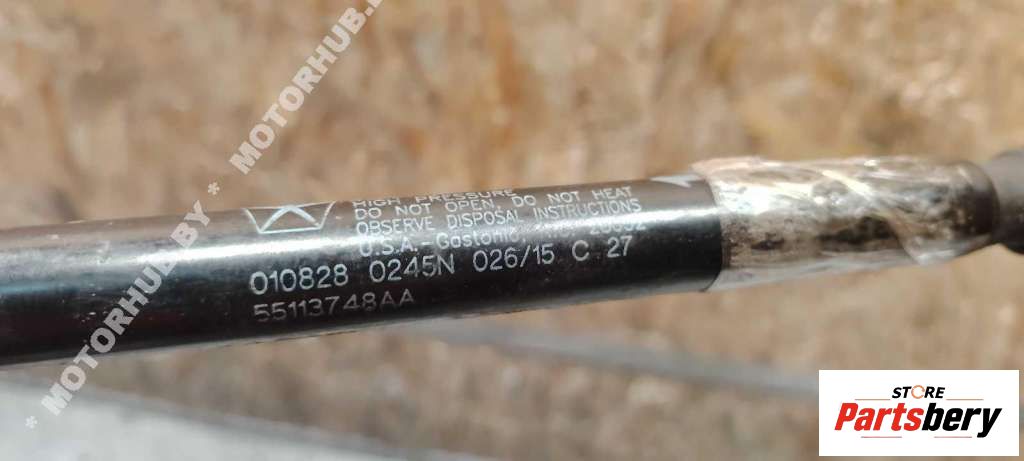 HIGH PRESSURE
DO NOT OPEN DO NOT HEAT
OBSERVE DISPOSAL INSTRUCTIONS
U.S.A.-Gastonia
010828 0245N 026/15 C 27
55113748AA
* MOTORHUB.BY * MOTORHUB.B
STORE
Partsbery